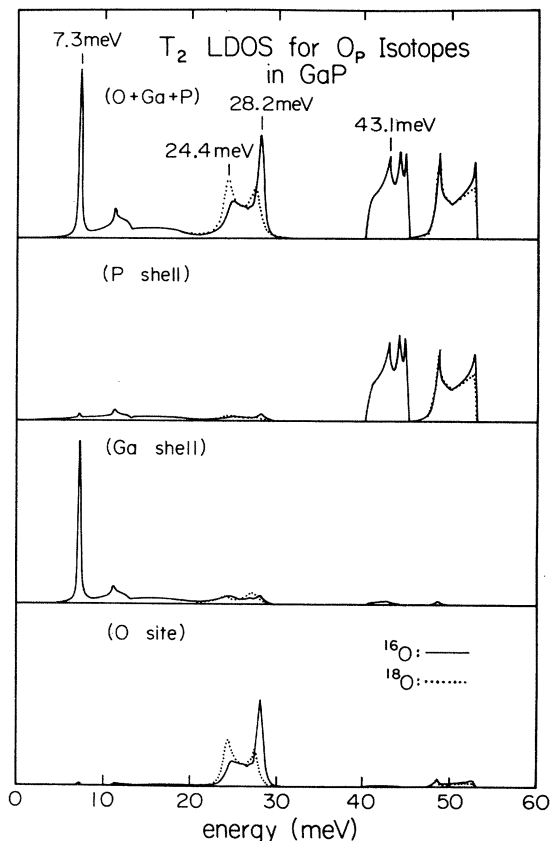 T₂ LDOS for Oₚ Isotopes
in GaP
7.3meV
(O+Ga+P)
28.2meV
24.4meV
43.1meV
(P shell)
(Ga shell)
(O site)
¹⁶O:
¹⁸O:
0 10 20 30 40 50 60
energy (meV)